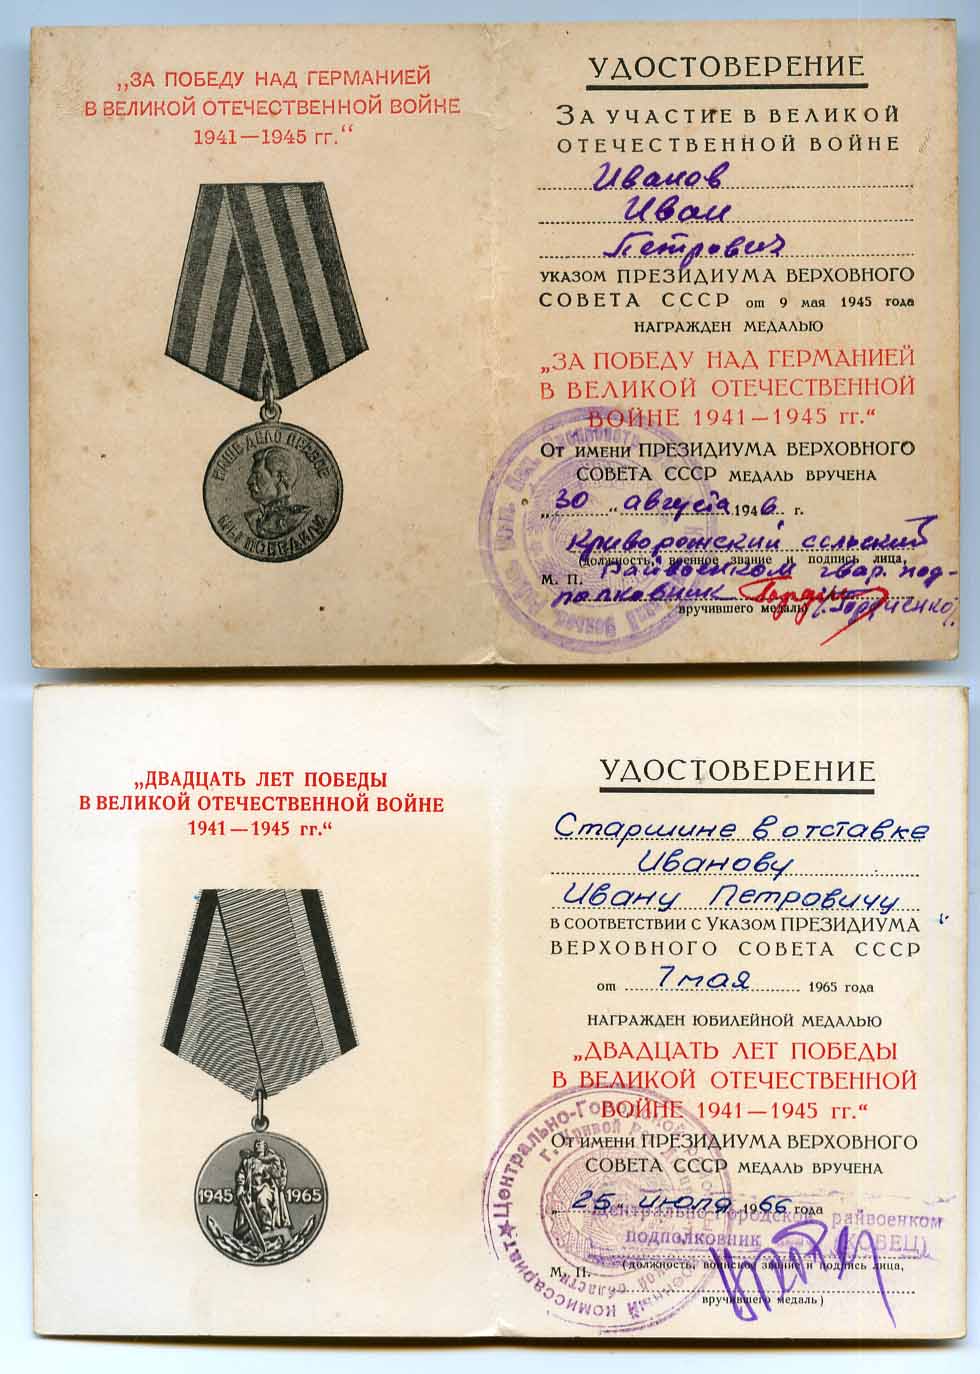 „ЗА ПОБЕДУ НАД ГЕРМАНИЕЙ
В ВЕЛИКОЙ ОТЕЧЕСТВЕННОЙ ВОЙНЕ
1941—1945 гг.“
НАШЕ ДЕЛО ПРАВОЕ
МЫ ПОБЕДИЛИ
УДОСТОВЕРЕНИЕ
ЗА УЧАСТИЕ В ВЕЛИКОЙ
ОТЕЧЕСТВЕННОЙ ВОЙНЕ
Иванов
Иван
Петрович
УКАЗОМ ПРЕЗИДИУМА ВЕРХОВНОГО
СОВЕТА СССР от 9 мая 1945 года
НАГРАЖДЕН МЕДАЛЬЮ
„ЗА ПОБЕДУ НАД ГЕРМАНИЕЙ
В ВЕЛИКОЙ ОТЕЧЕСТВЕННОЙ
ВОЙНЕ 1941—1945 гг.“
ОТ ИМЕНИ ПРЕЗИДИУМА ВЕРХОВНОГО
СОВЕТА СССР МЕДАЛЬ ВРУЧЕНА
„30“ августа 1946 г.
Криворожский сельский
(должность, военное звание и подпись лица,
М. П. Райвоенком гвар. под-
полковник (Гордиенко)
вручившего медаль)
„ДВАДЦАТЬ ЛЕТ ПОБЕДЫ
В ВЕЛИКОЙ ОТЕЧЕСТВЕННОЙ ВОЙНЕ
1941—1945 гг.“
1945 1965
УДОСТОВЕРЕНИЕ
Старшине в отставке
Иванову
Ивану Петровичу
В СООТВЕТСТВИИ С УКАЗОМ ПРЕЗИДИУМА
ВЕРХОВНОГО СОВЕТА СССР
от 7 мая 1965 года
НАГРАЖДЕН ЮБИЛЕЙНОЙ МЕДАЛЬЮ
„ДВАДЦАТЬ ЛЕТ ПОБЕДЫ
В ВЕЛИКОЙ ОТЕЧЕСТВЕННОЙ
ВОЙНЕ 1941—1945 гг.“
ОТ ИМЕНИ ПРЕЗИДИУМА ВЕРХОВНОГО
СОВЕТА СССР МЕДАЛЬ ВРУЧЕНА
„25“ июля 1966 года
Центрально-Городской райвоенком
подполковник
М. П. (должность, воинское звание и подпись лица,
вручившего медаль)